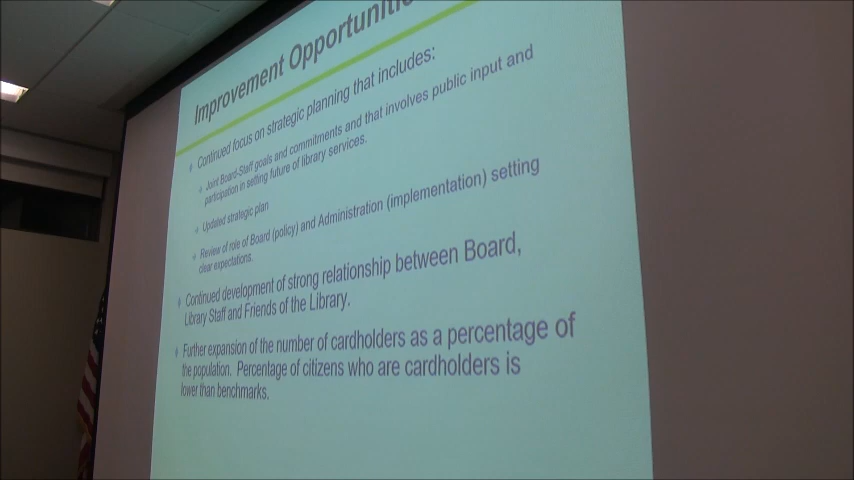 Improvement Opportunities
Continued focus on strategic planning that includes:
Joint Board-Staff goals and commitments and that involves public input and
participation in setting future of library services.
Updated strategic plan
Review of role of Board (policy) and Administration (implementation) setting
clear expectations.
Continued development of strong relationship between Board,
Library Staff and Friends of the Library.
Further expansion of the number of cardholders as a percentage of
the population. Percentage of citizens who are cardholders is
lower than benchmarks.